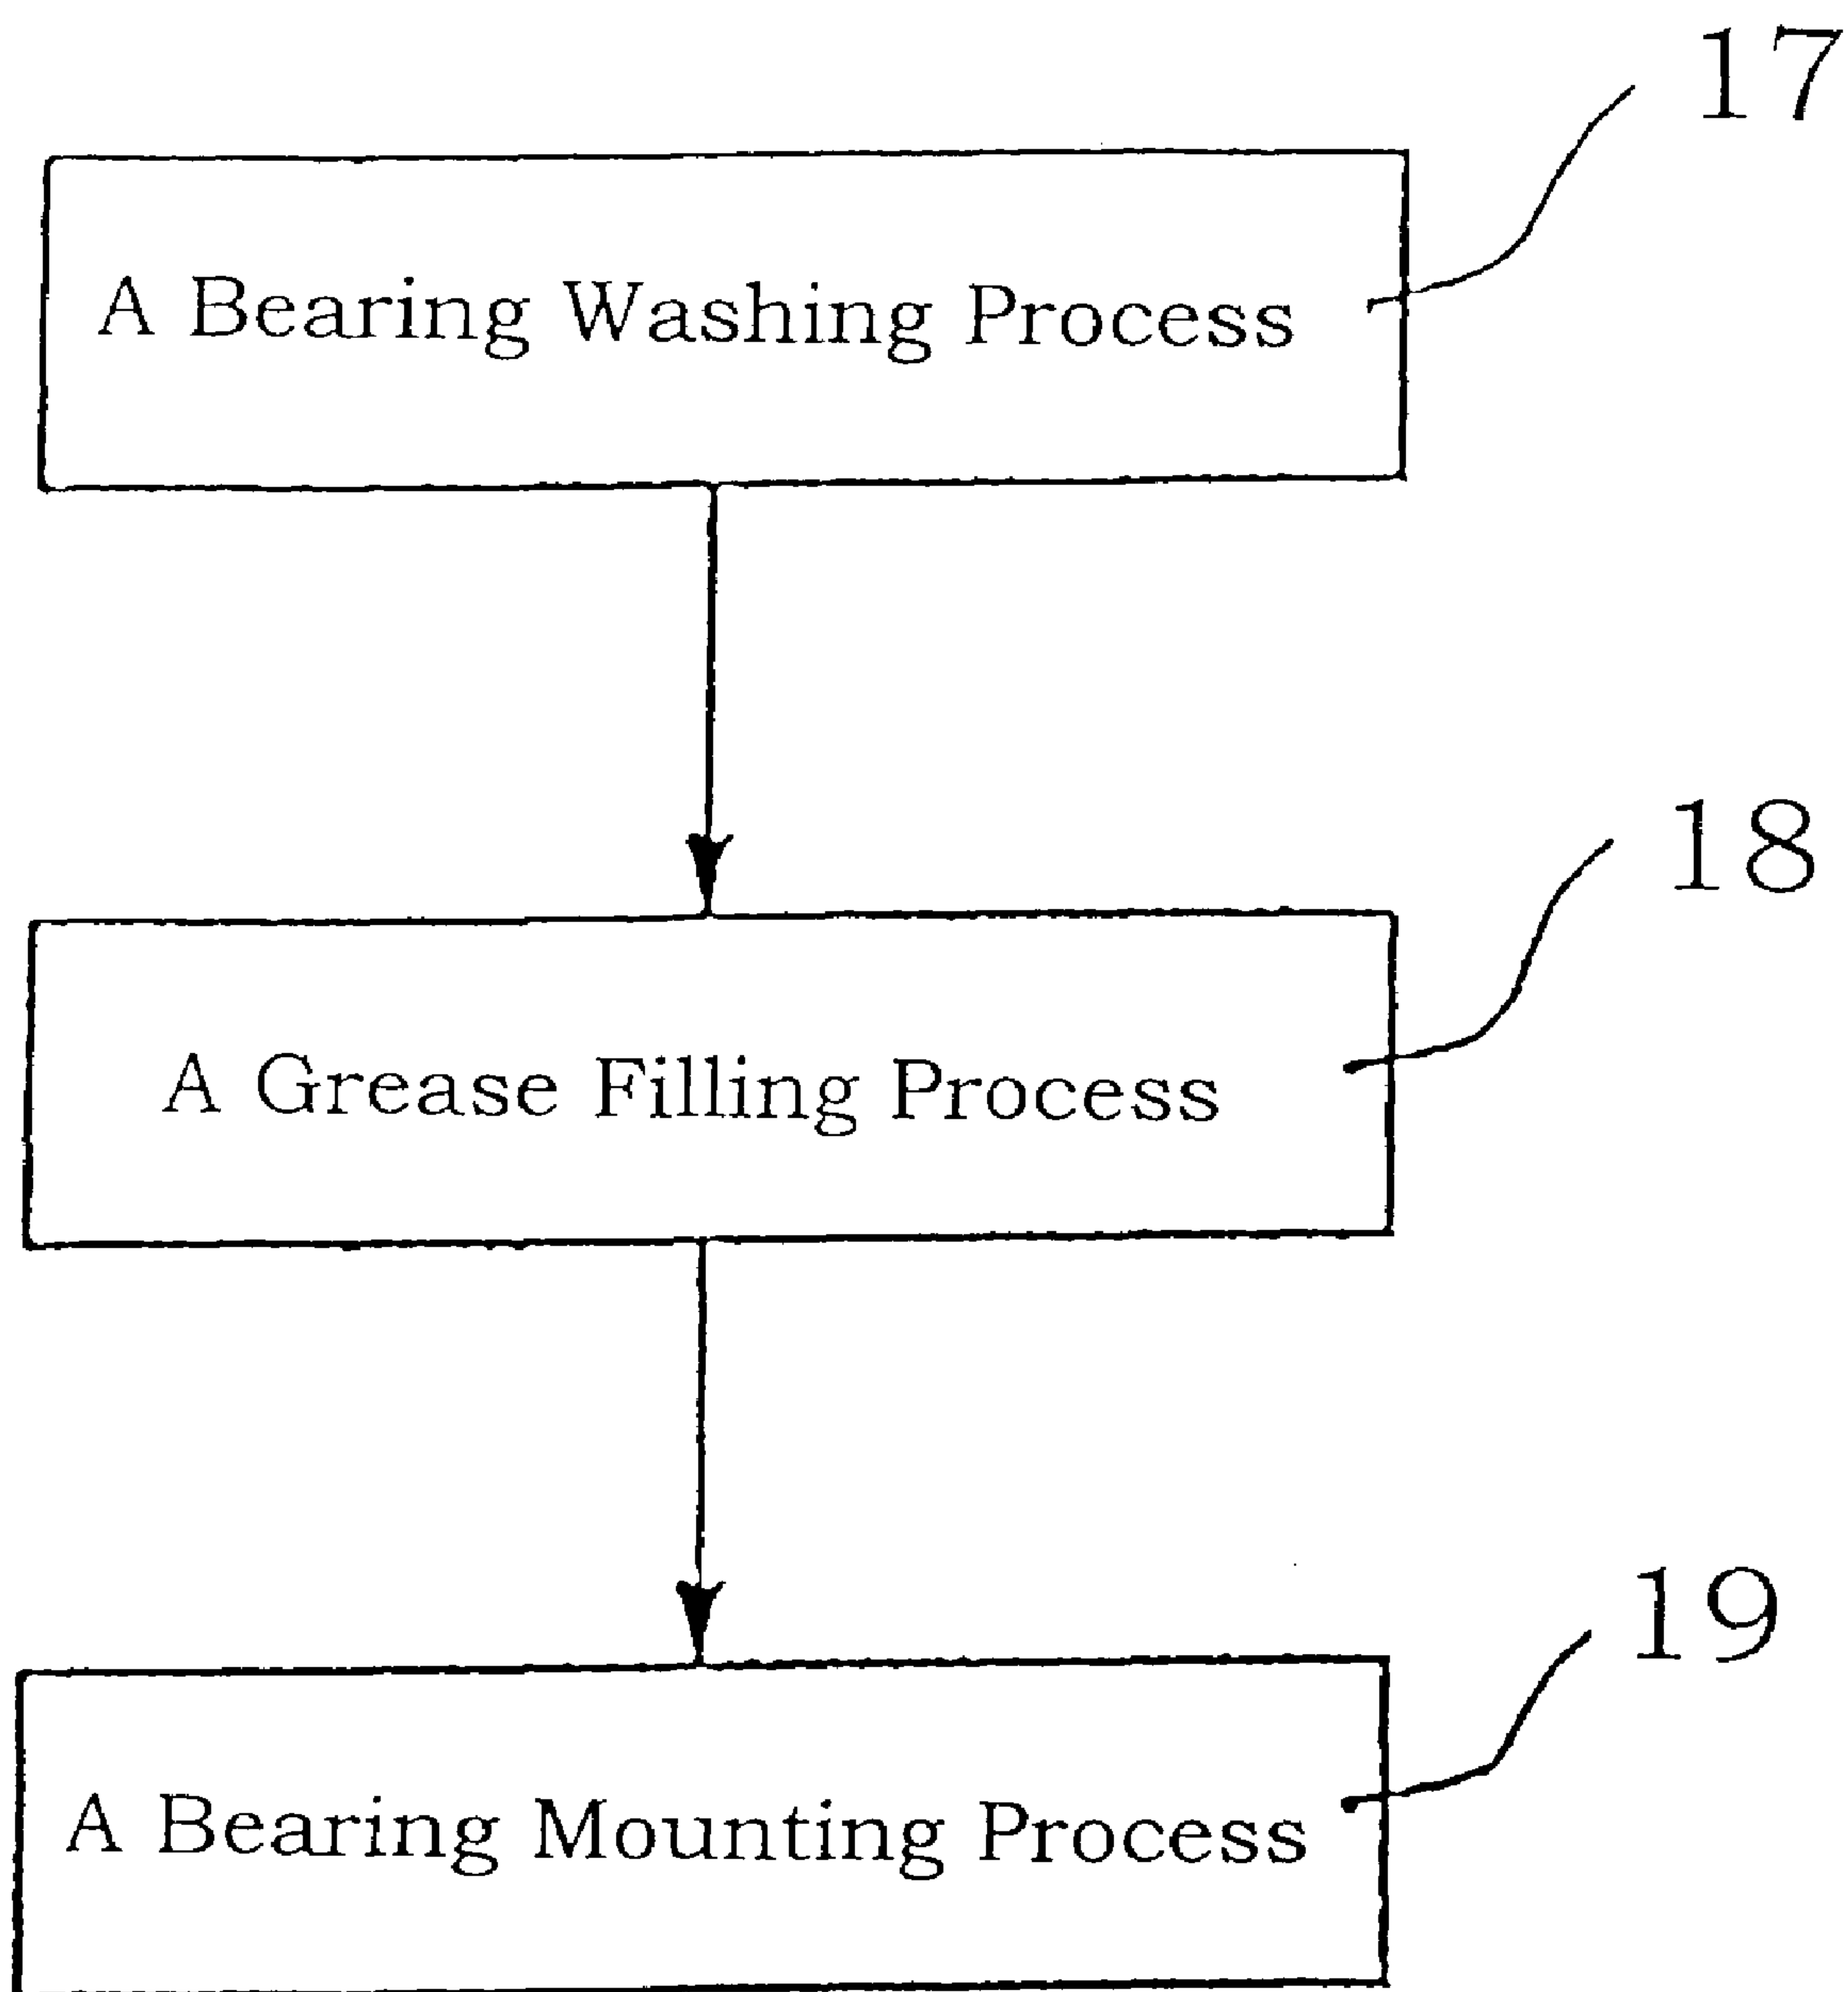 17
A Bearing Washing Process
18
A Grease Filling Process
19
A Bearing Mounting Process